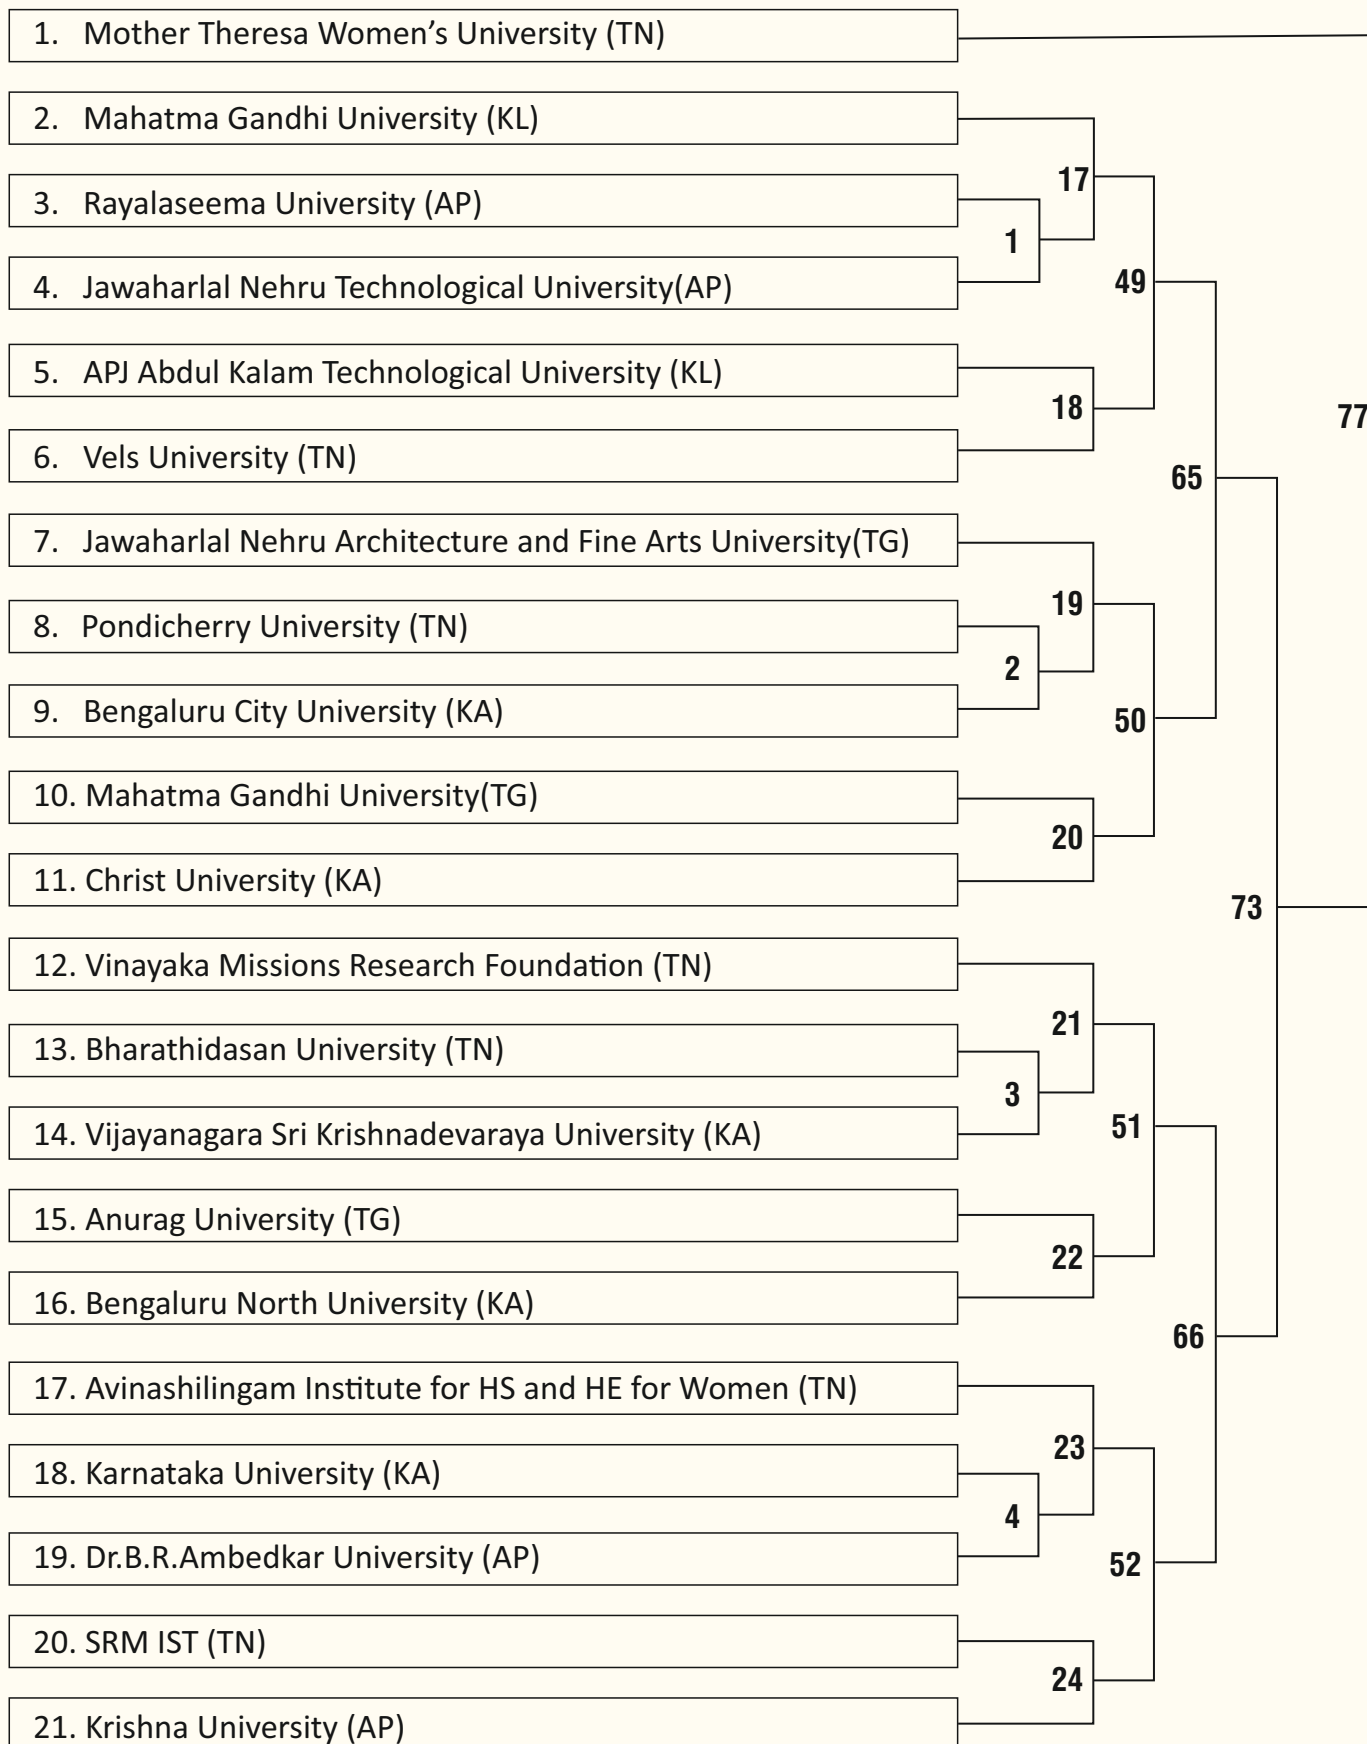 1. Mother Theresa Women’s University (TN)
2. Mahatma Gandhi University (KL)
17
3. Rayalaseema University (AP)
1
4. Jawaharlal Nehru Technological University(AP)
49
5. APJ Abdul Kalam Technological University (KL)
18
77
6. Vels University (TN)
65
7. Jawaharlal Nehru Architecture and Fine Arts University(TG)
19
8. Pondicherry University (TN)
2
9. Bengaluru City University (KA)
50
10. Mahatma Gandhi University(TG)
20
11. Christ University (KA)
73
12. Vinayaka Missions Research Foundation (TN)
21
13. Bharathidasan University (TN)
3
14. Vijayanagara Sri Krishnadevaraya University (KA)
51
15. Anurag University (TG)
22
16. Bengaluru North University (KA)
66
17. Avinashilingam Institute for HS and HE for Women (TN)
23
18. Karnataka University (KA)
4
19. Dr.B.R.Ambedkar University (AP)
52
20. SRM IST (TN)
24
21. Krishna University (AP)